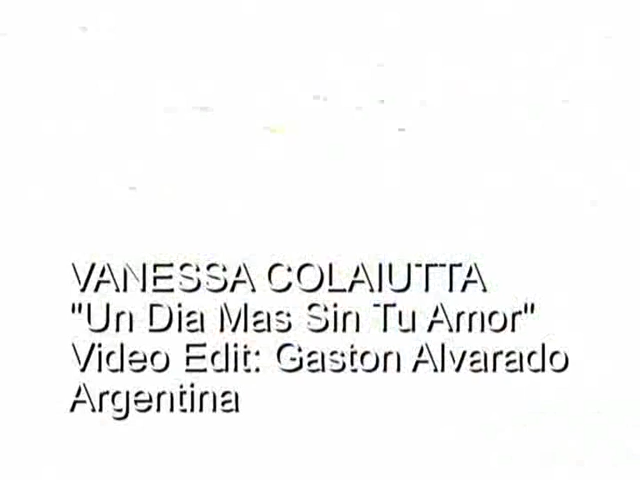 VANESSA COLAIUTTA
"Un Dia Mas Sin Tu Amor"
Video Edit: Gaston Alvarado
Argentina